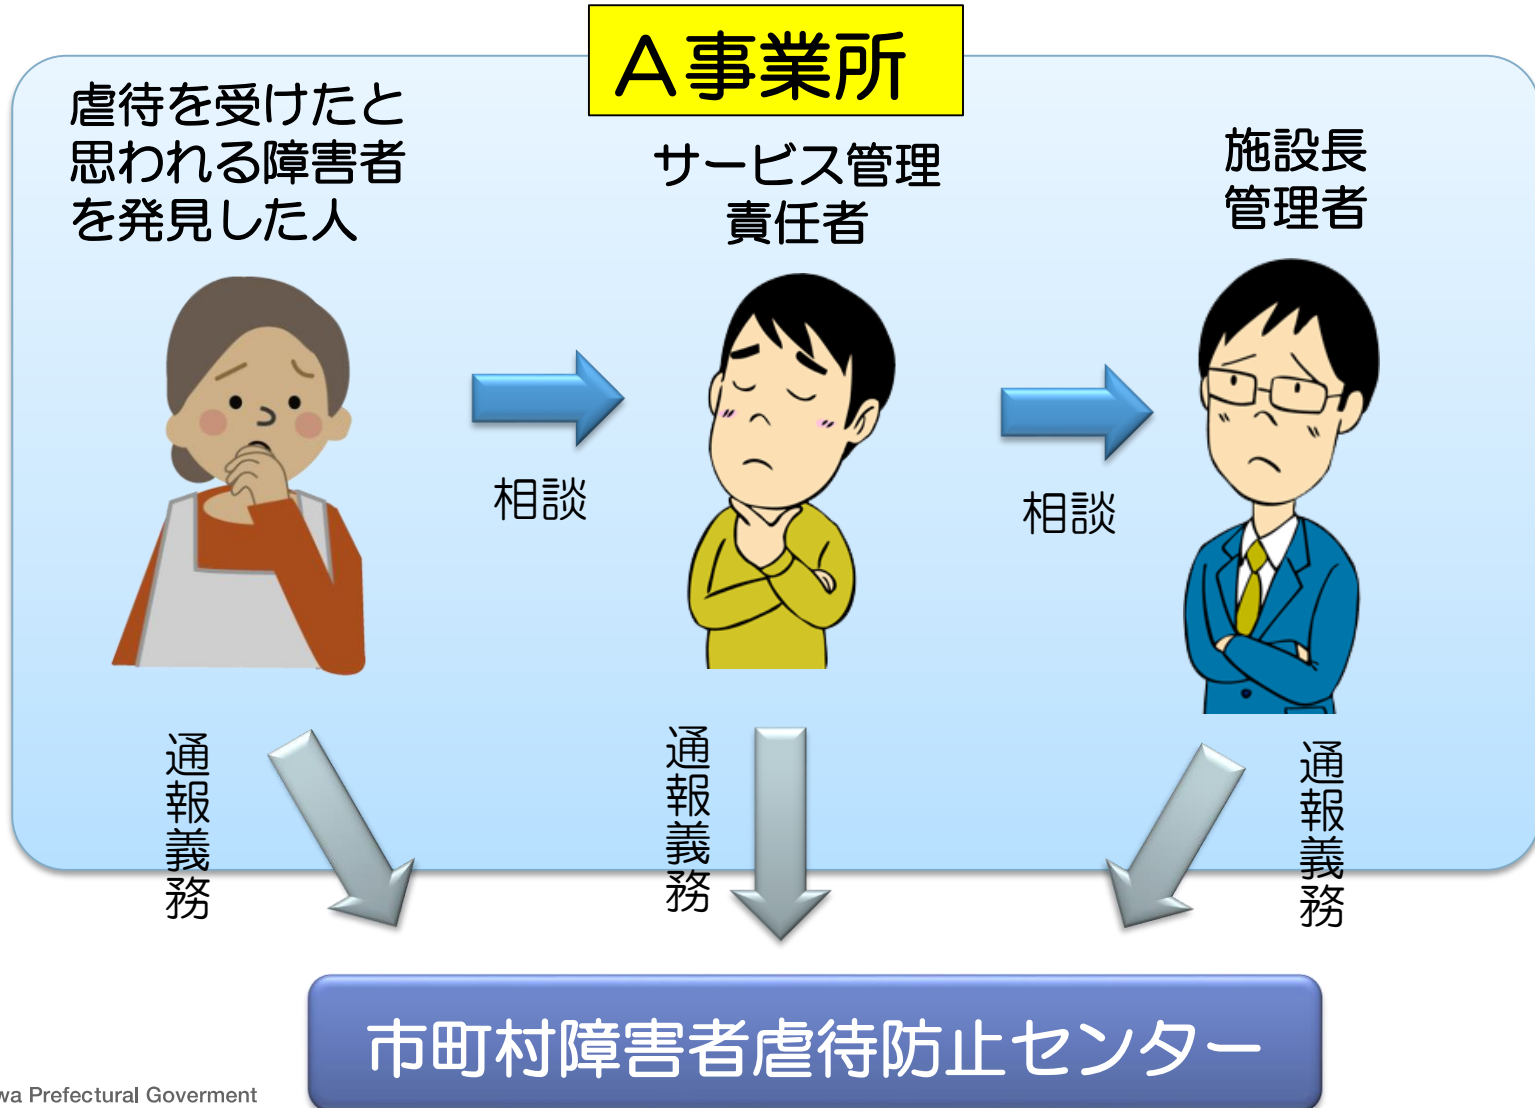 A事業所
虐待を受けたと
思われる障害者
を発見した人
サービス管理
責任者
施設長
管理者
相談
相談
通報義務
通報義務
通報義務
市町村障害者虐待防止センター
wa Prefectural Goverment